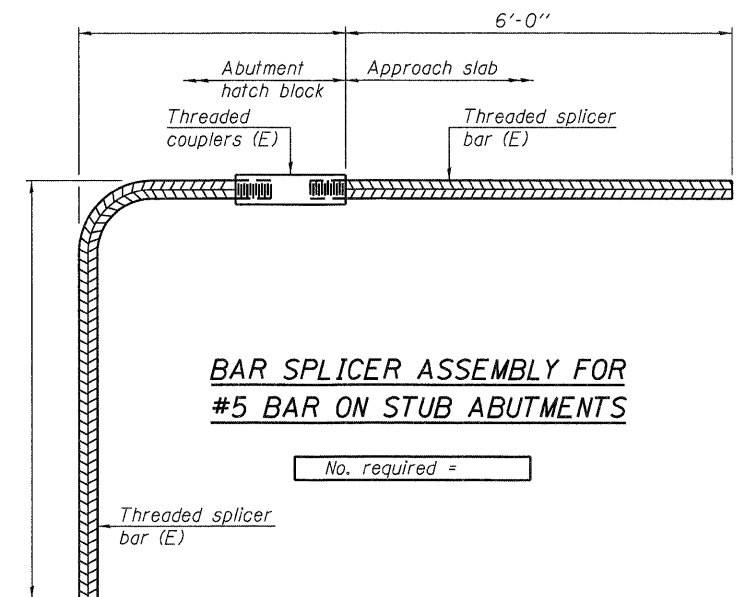 6'-0"
Abutment
hatch block
Approach slab
Threaded
couplers (E)
Threaded splicer
bar (E)
BAR SPLICER ASSEMBLY FOR
#5 BAR ON STUB ABUTMENTS
No. required =
Threaded splicer
bar (E)